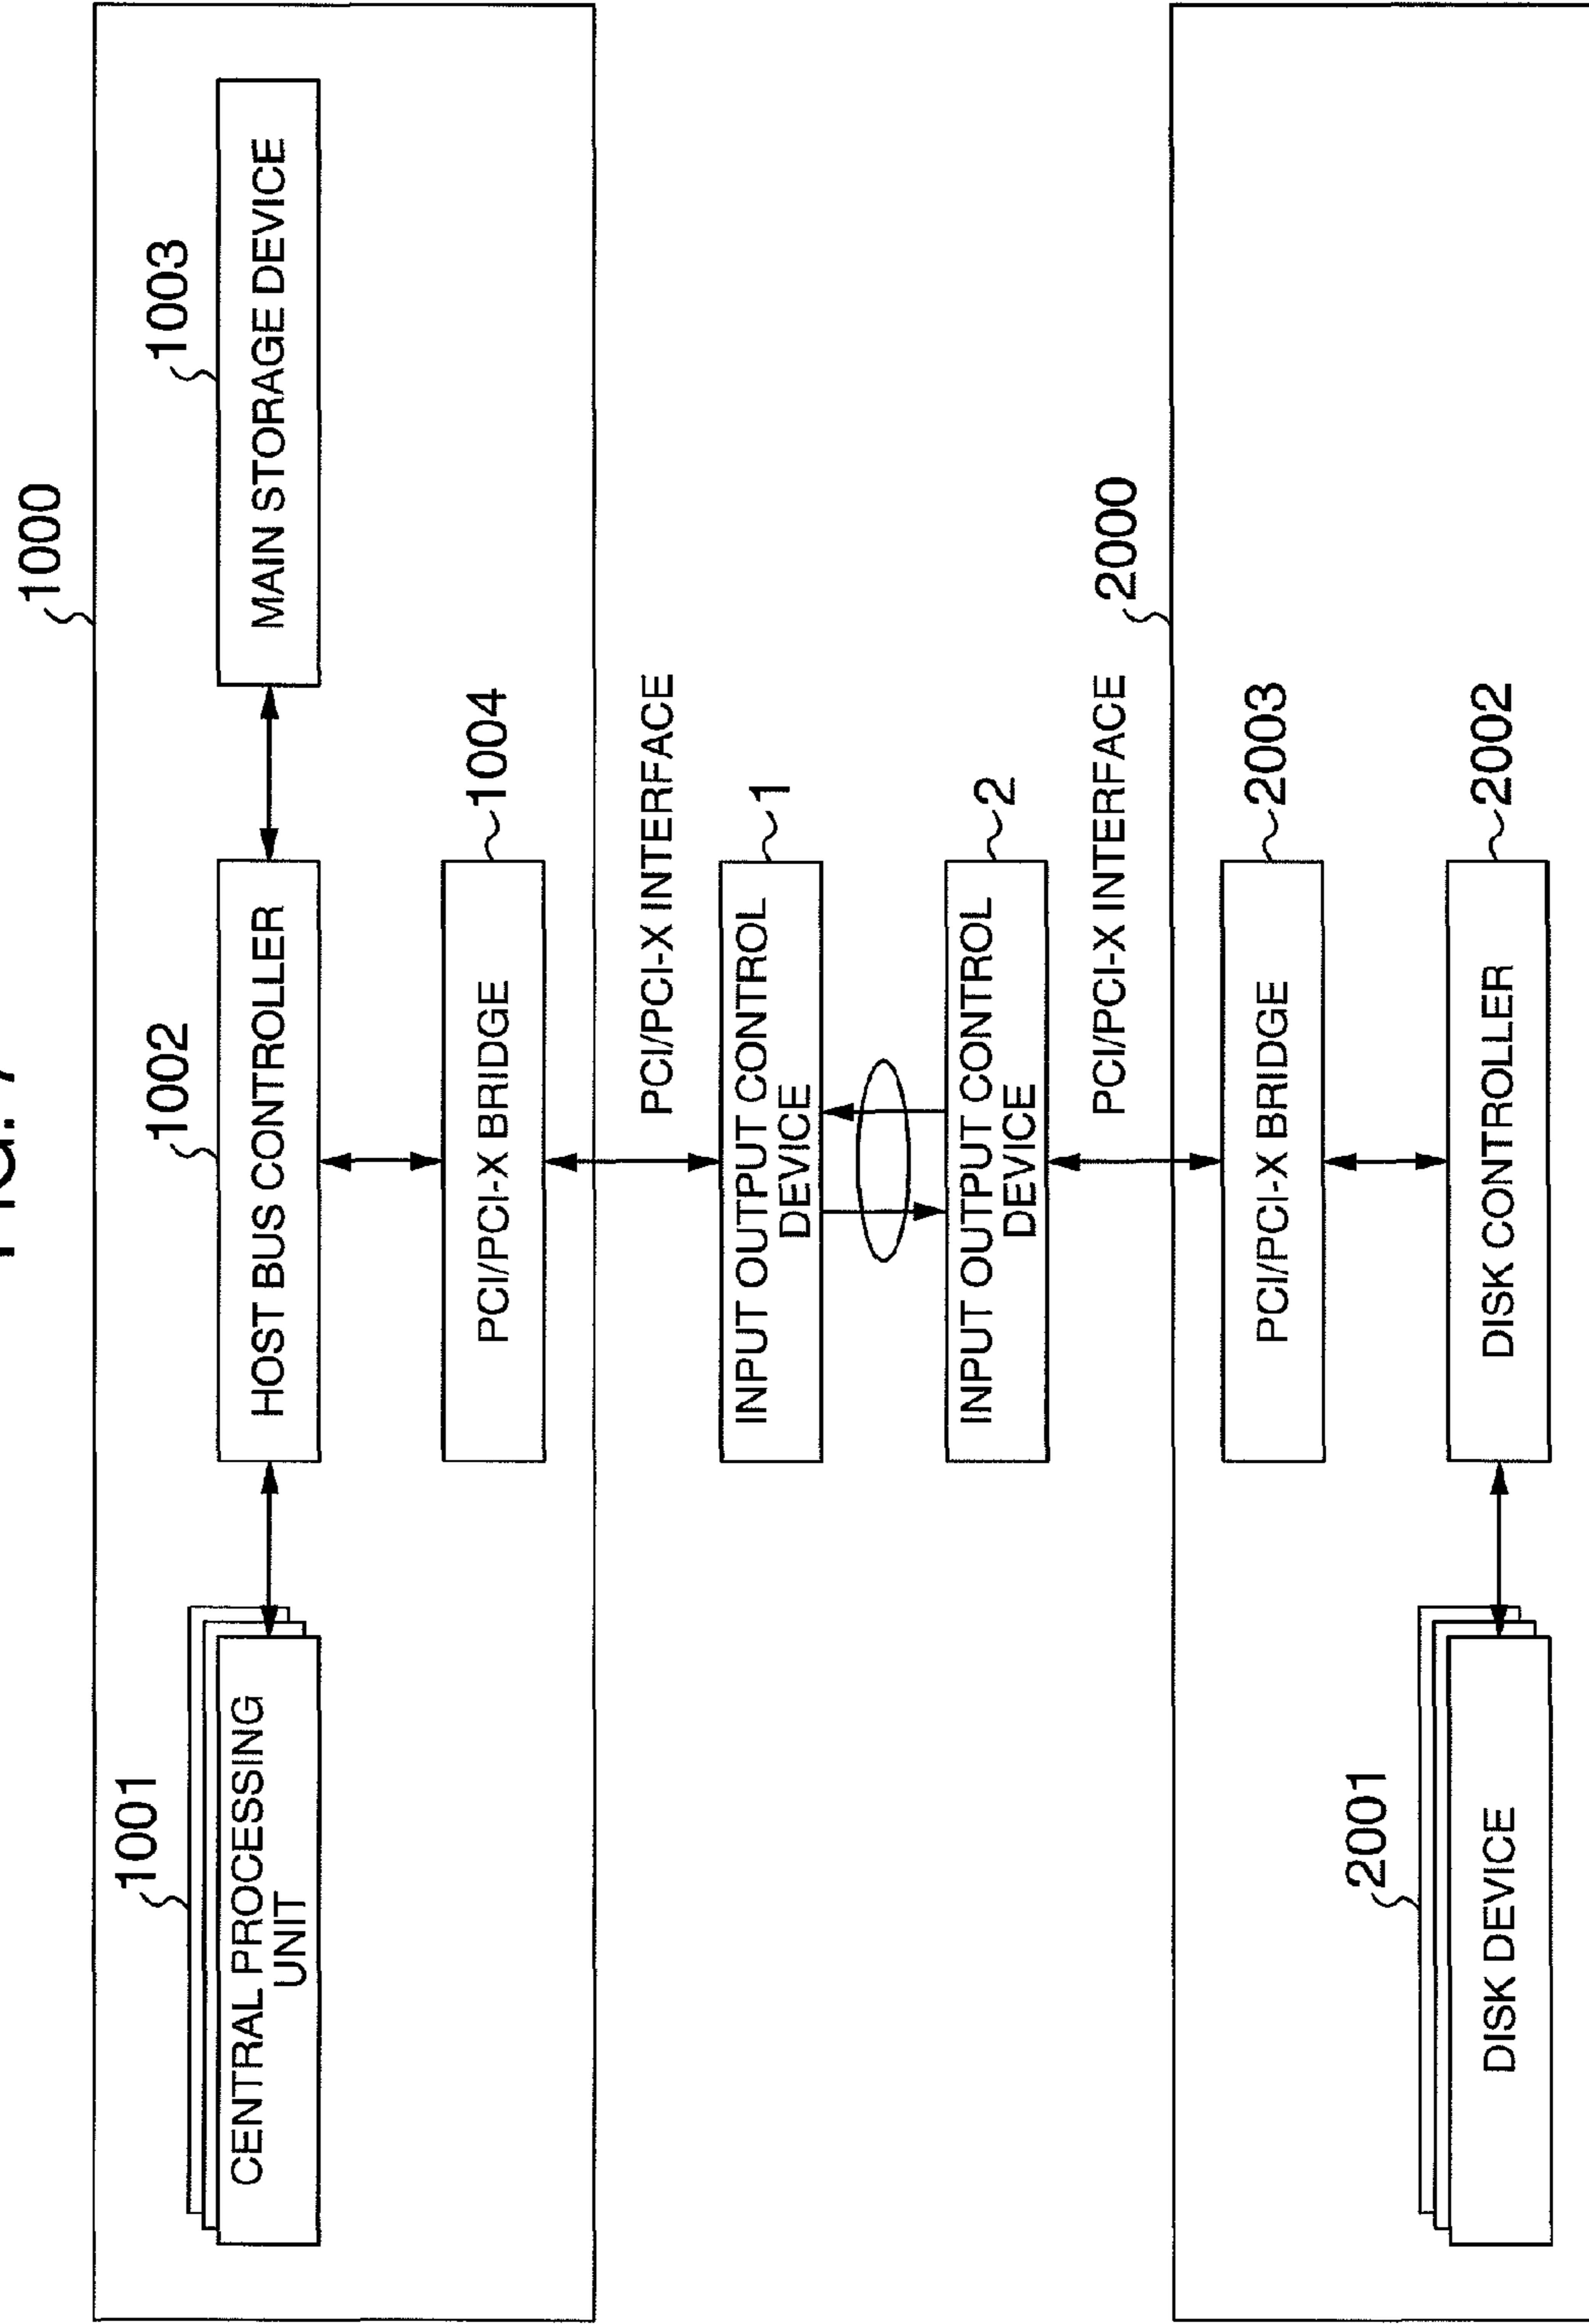 1000
1001
CENTRAL PROCESSING
UNIT
1002
HOST BUS CONTROLLER
1003
MAIN STORAGE DEVICE
1004
PCI/PCI-X BRIDGE
PCI/PCI-X INTERFACE
1
INPUT OUTPUT CONTROL
DEVICE
2
INPUT OUTPUT CONTROL
DEVICE
PCI/PCI-X INTERFACE
2000
2003
PCI/PCI-X BRIDGE
2001
DISK DEVICE
2002
DISK CONTROLLER